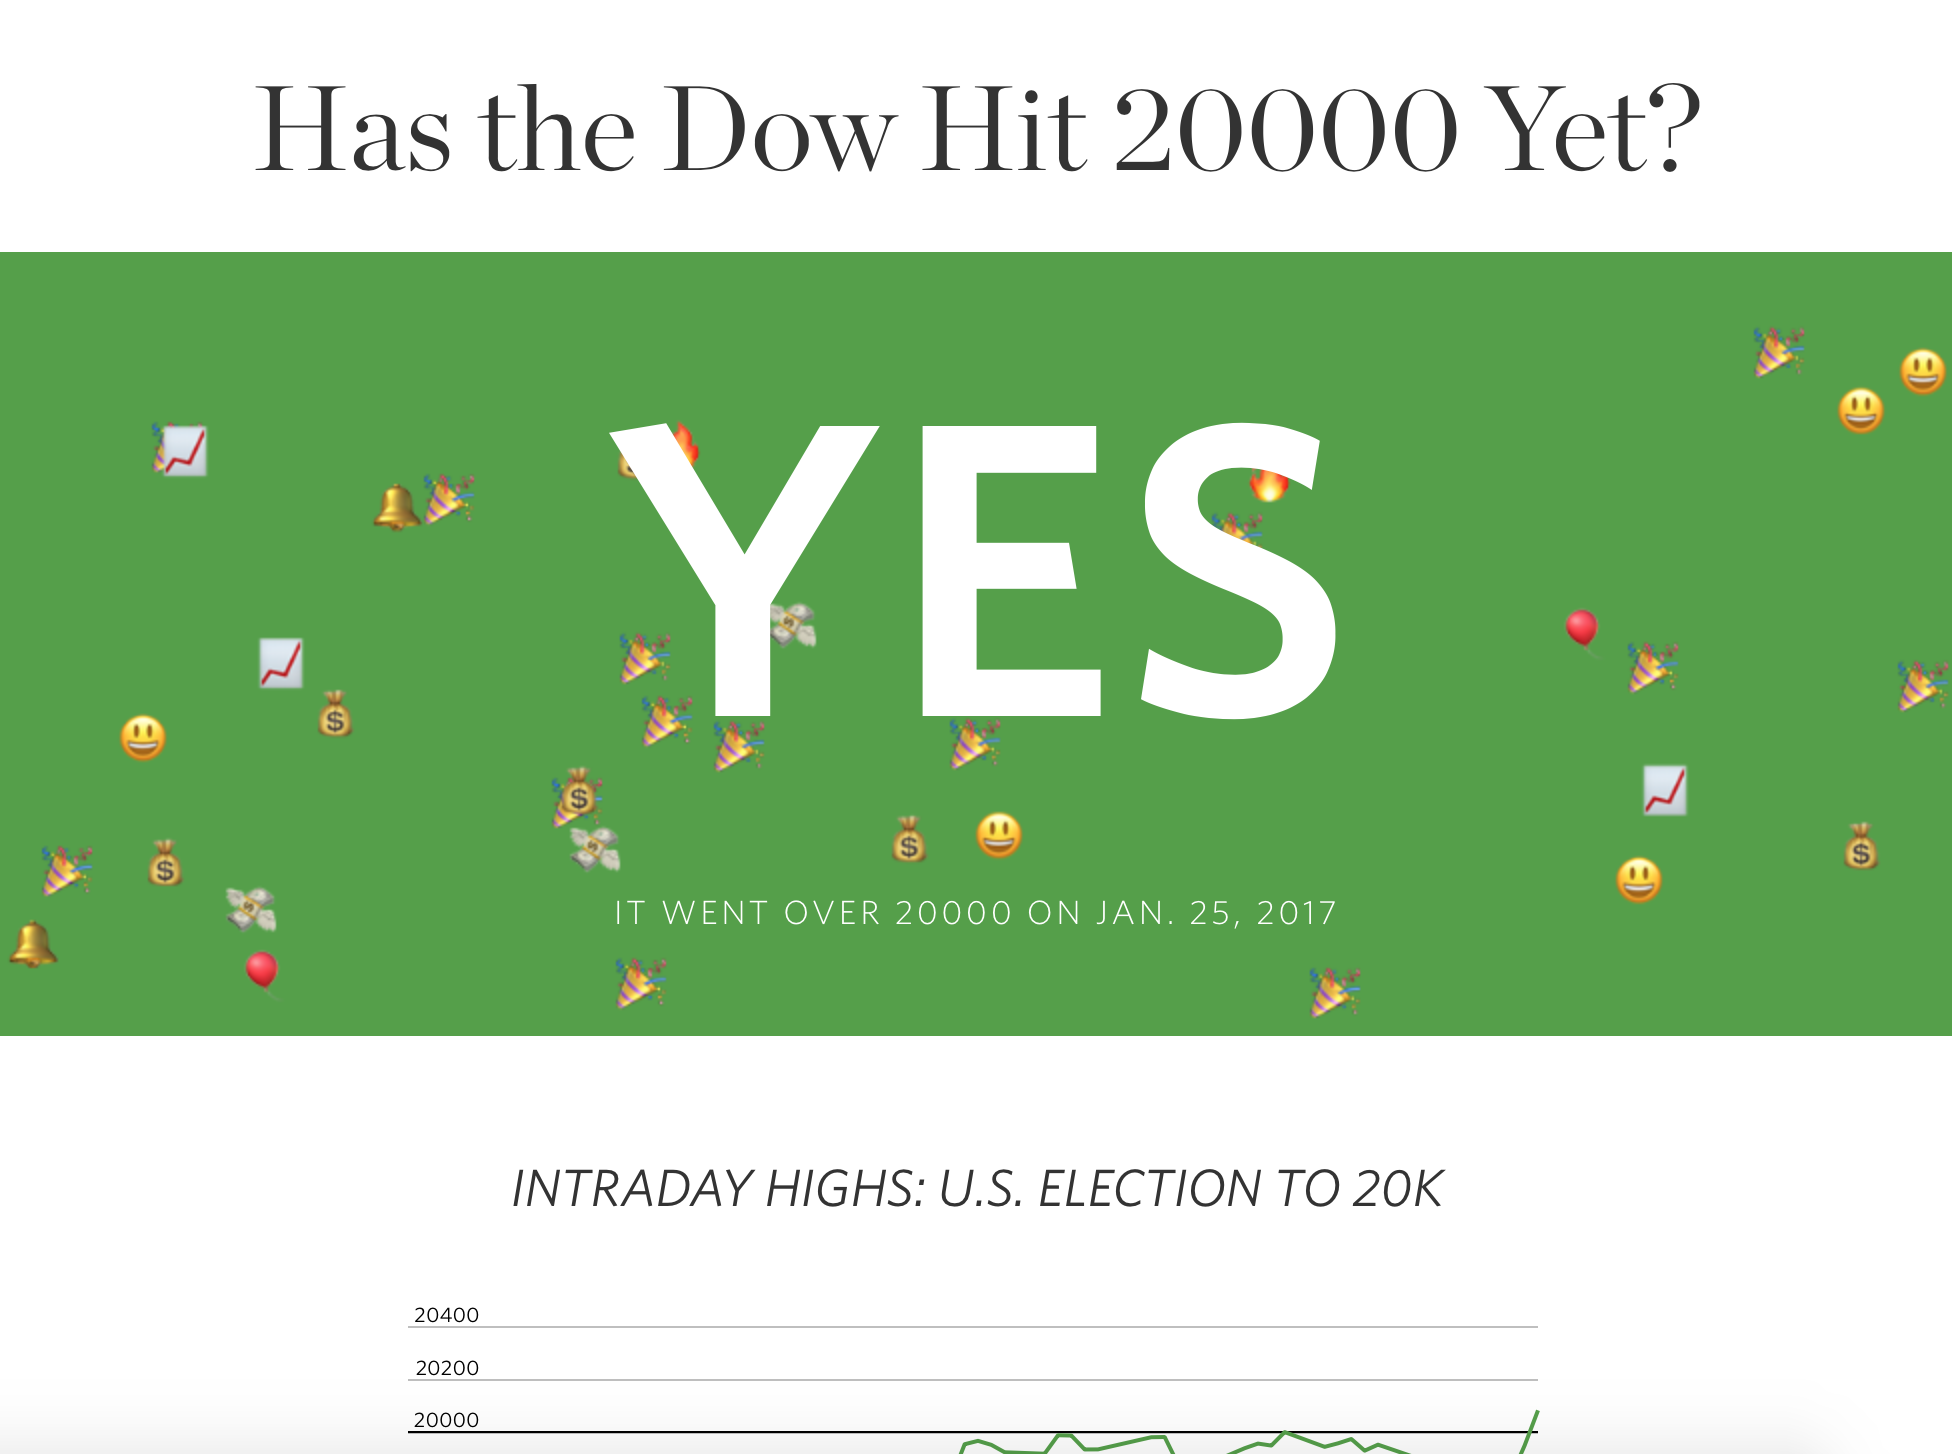 Has the Dow Hit 20000 Yet?
YES
IT WENT OVER 20000 ON JAN. 25, 2017
INTRADAY HIGHS: U.S. ELECTION TO 20K
20400
20200
20000